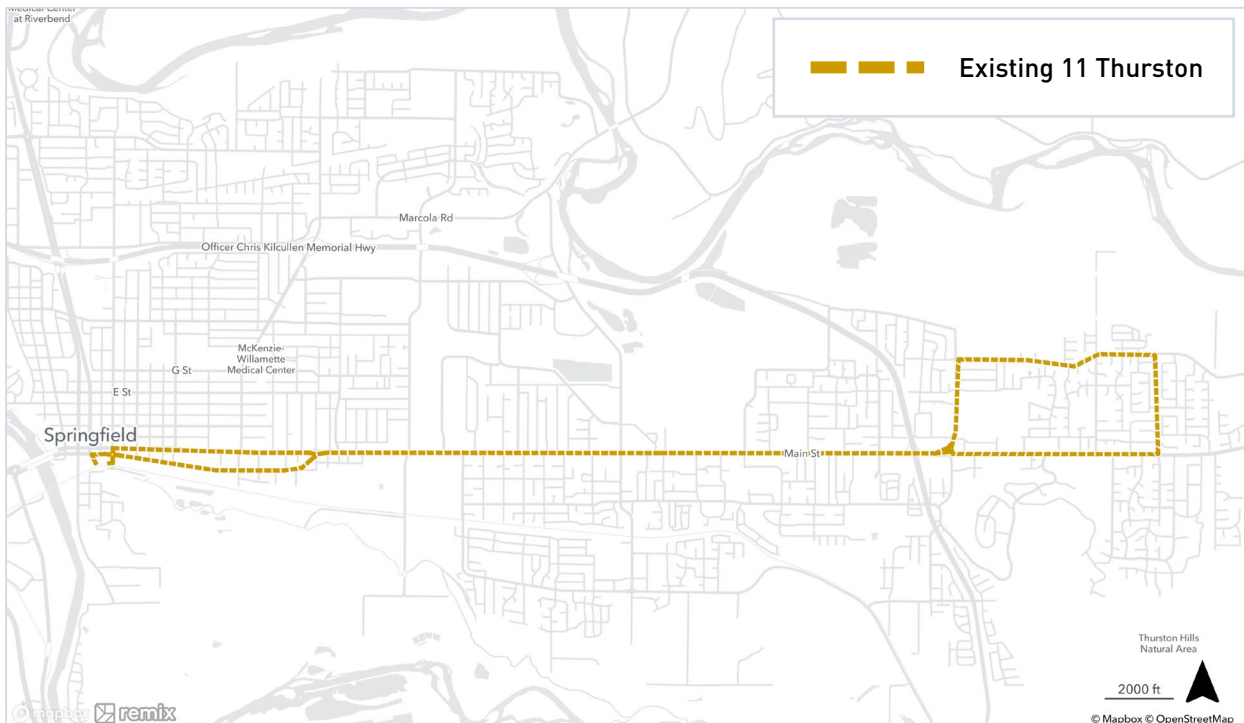 Medical Center
at Riverbend
Existing 11 Thurston
Marcola Rd
Officer Chris Kilcullen Memorial Hwy
McKenzie-
Willamette
Medical Center
G St
E St
Springfield
Main St
Thurston Hills
Natural Area
2000 ft
mapbox remix
© Mapbox © OpenStreetMap